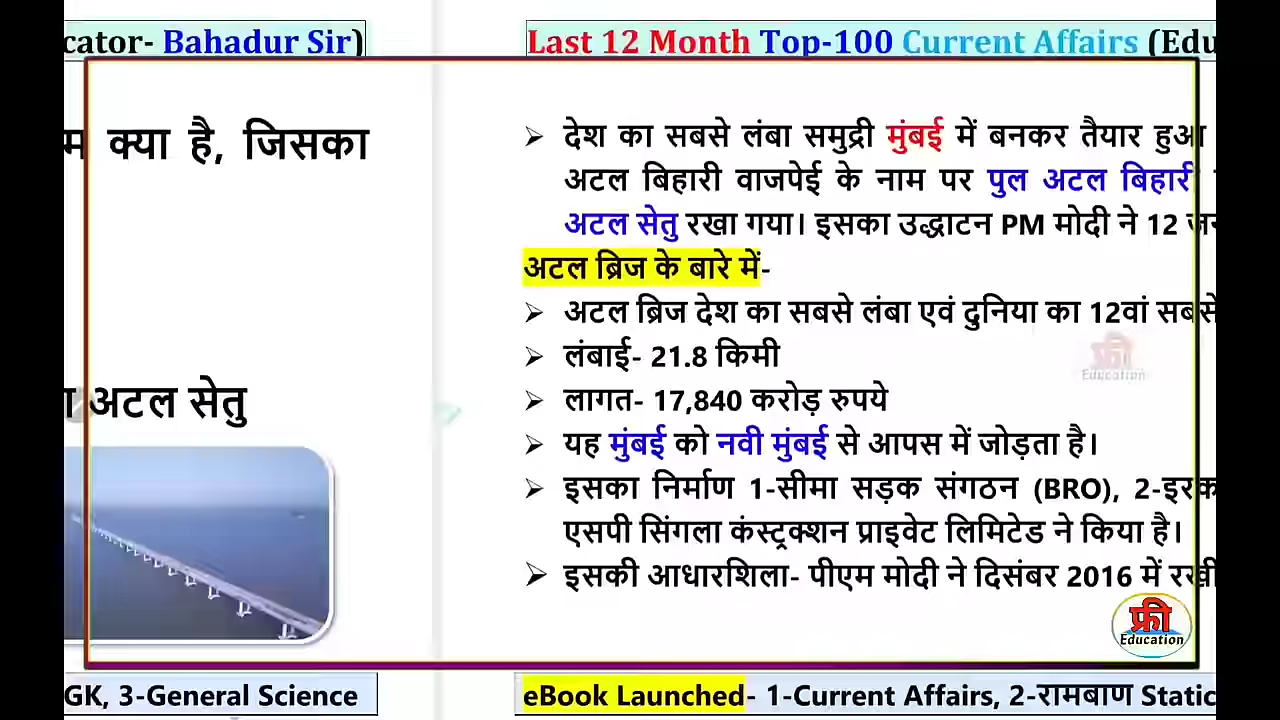 cator- Bahadur Sir)
क्या है, जिसका
अटल सेतु
GK, 3-General Science
Last 12 Month Top-100 Current Affairs (Edu
➢ देश का सबसे लंबा समुद्री मुंबई में बनकर तैयार हुआ
अटल बिहारी वाजपेई के नाम पर पुल अटल बिहारी
अटल सेतु रखा गया। इसका उद्घाटन PM मोदी ने 12
अटल ब्रिज के बारे में-
➢ अटल ब्रिज देश का सबसे लंबा एवं दुनिया का 12वां सबसे
➢ लंबाई- 21.8 किमी
➢ लागत- 17,840 करोड़ रुपये
➢ यह मुंबई को नवी मुंबई से आपस में जोड़ता है।
➢ इसका निर्माण 1-सीमा सड़क संगठन (BRO), 2-इरक
एसपी सिंगला कंस्ट्रक्शन प्राइवेट लिमिटेड ने किया है।
➢ इसकी आधारशिला- पीएम मोदी ने दिसंबर 2016 में रखी
फ्री
Education
फ्री
Education
eBook Launched- 1-Current Affairs, 2-रामबाण Static